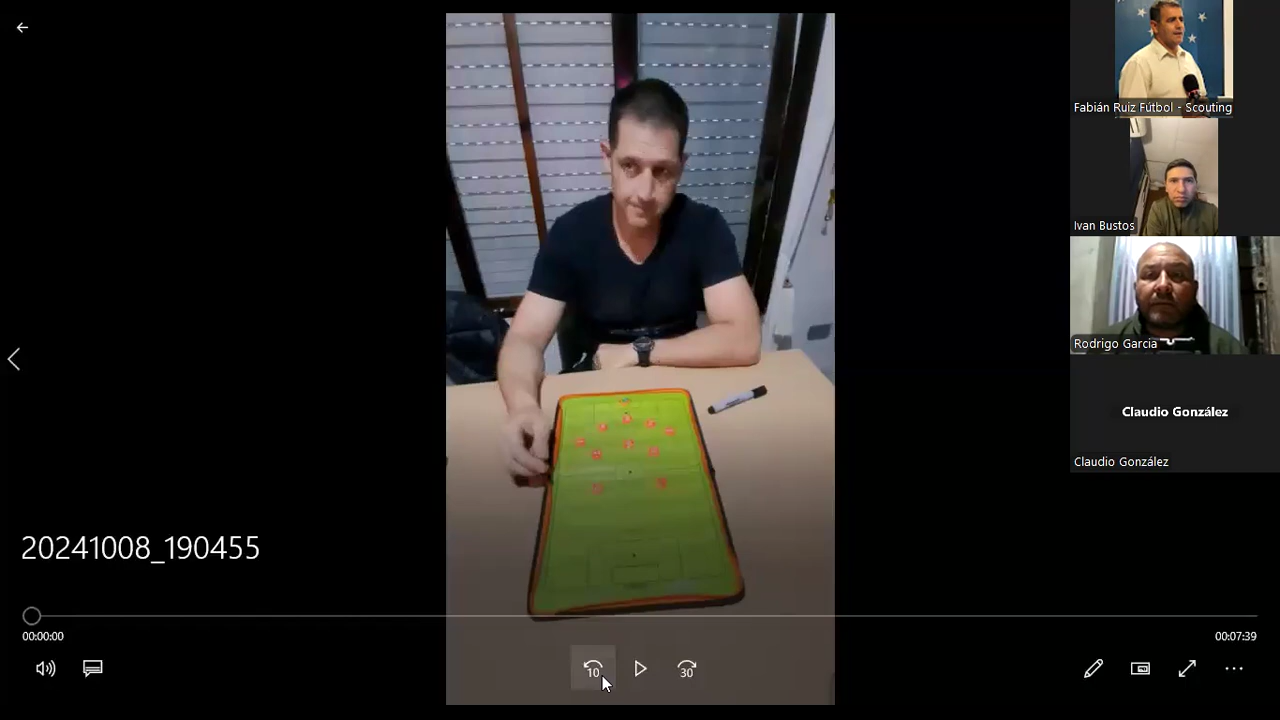 Fabián Ruiz Fútbol - Scouting
Ivan Bustos
Rodrigo Garcia
Claudio González
Claudio González
20241008_190455
00:00:00
00:07:39
10
30